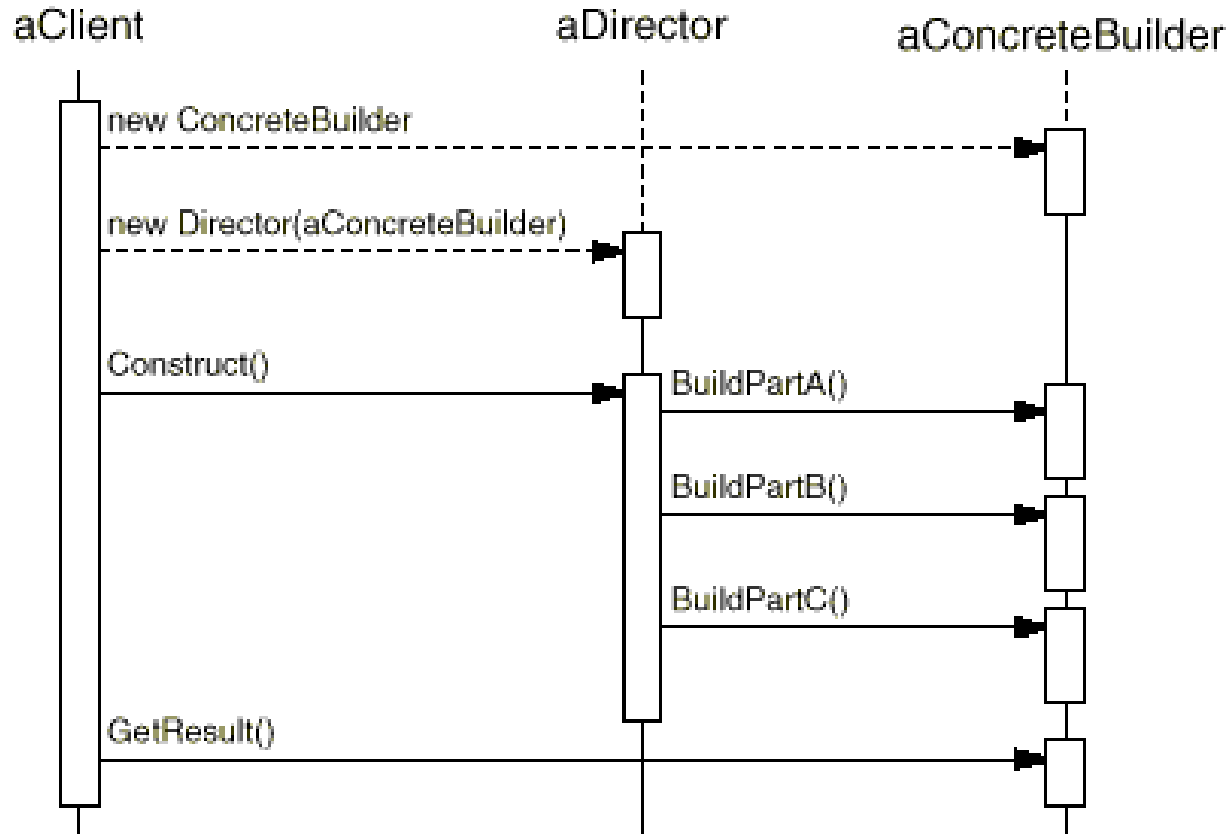 aClient
aDirector
aConcreteBuilder
new ConcreteBuilder
new Director(aConcreteBuilder)
Construct()
BuildPartA()
BuildPartB()
BuildPartC()
GetResult()